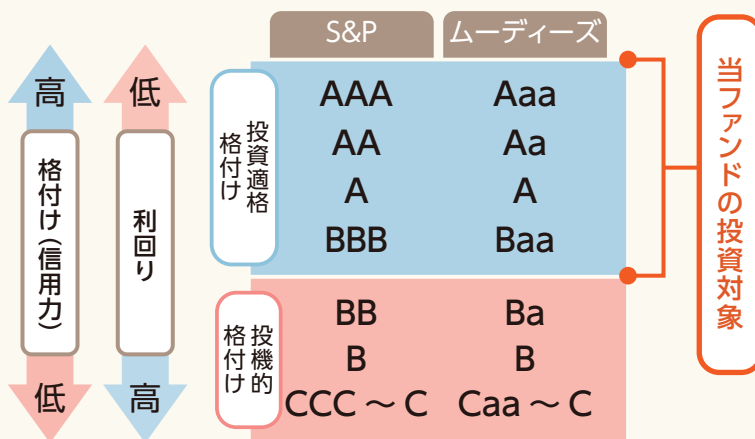 S&P ムーディーズ
高 低
格付け(信用力)
利回り
低 高
投資適格
格付け
AAA Aaa
AA Aa
A A
BBB Baa
投機的
格付け
BB Ba
B B
CCC ～ C Caa ～ C
当ファンドの投資対象